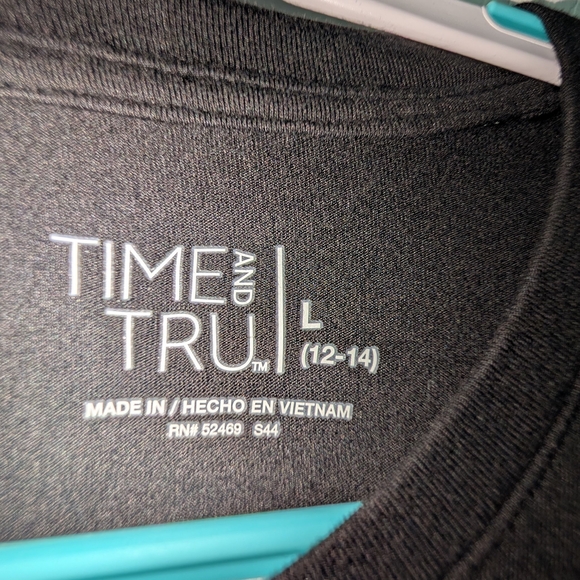 TIME AND
TRU™
L
(12-14)
MADE IN / HECHO EN VIETNAM
RN# 52469 S44